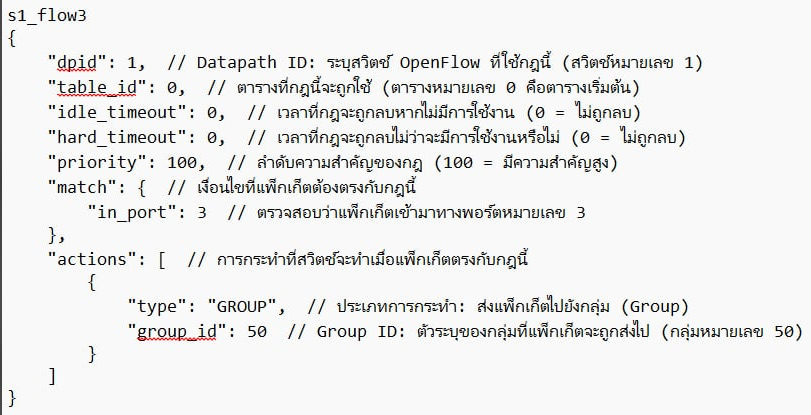 s1_flow3
{
    "dpid": 1,  // Datapath ID: ระบุสวิตช์ OpenFlow ที่ใช้กฎนี้ (สวิตช์หมายเลข 1)
    "table_id": 0,  // ตารางที่กฎนี้จะถูกใช้ (ตารางหมายเลข 0 คือตารางเริ่มต้น)
    "idle_timeout": 0,  // เวลาที่กฎจะถูกลบหากไม่มีการใช้งาน (0 = ไม่ถูกลบ)
    "hard_timeout": 0,  // เวลาที่กฎจะถูกลบไม่ว่าจะมีการใช้งานหรือไม่ (0 = ไม่ถูกลบ)
    "priority": 100,  // ลำดับความสำคัญของกฎ (100 = มีความสำคัญสูง)
    "match": {  // เงื่อนไขที่แพ็กเก็ตต้องตรงกับกฎนี้
        "in_port": 3  // ตรวจสอบว่าแพ็กเก็ตเข้ามาทางพอร์ตหมายเลข 3
    },
    "actions": [  // การกระทำที่สวิตช์จะทำเมื่อแพ็กเก็ตตรงกับกฎนี้
        {
            "type": "GROUP",  // ประเภทการกระทำ: ส่งแพ็กเก็ตไปยังกลุ่ม (Group)
            "group_id": 50  // Group ID: ตัวระบุของกลุ่มที่แพ็กเก็ตจะถูกส่งไป (กลุ่มหมายเลข 50)
        }
    ]
}